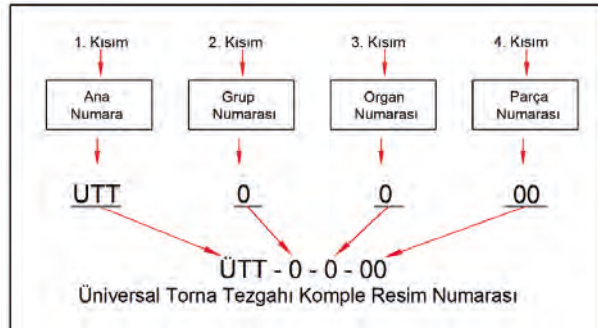 1. Kısım 2. Kısım 3. Kısım 4. Kısım
Ana Numara
Grup Numarası
Organ Numarası
Parça Numarası
UTT 0 0 00
ÜTT - 0 - 0 - 00
Üniversal Torna Tezgahı Komple Resim Numarası